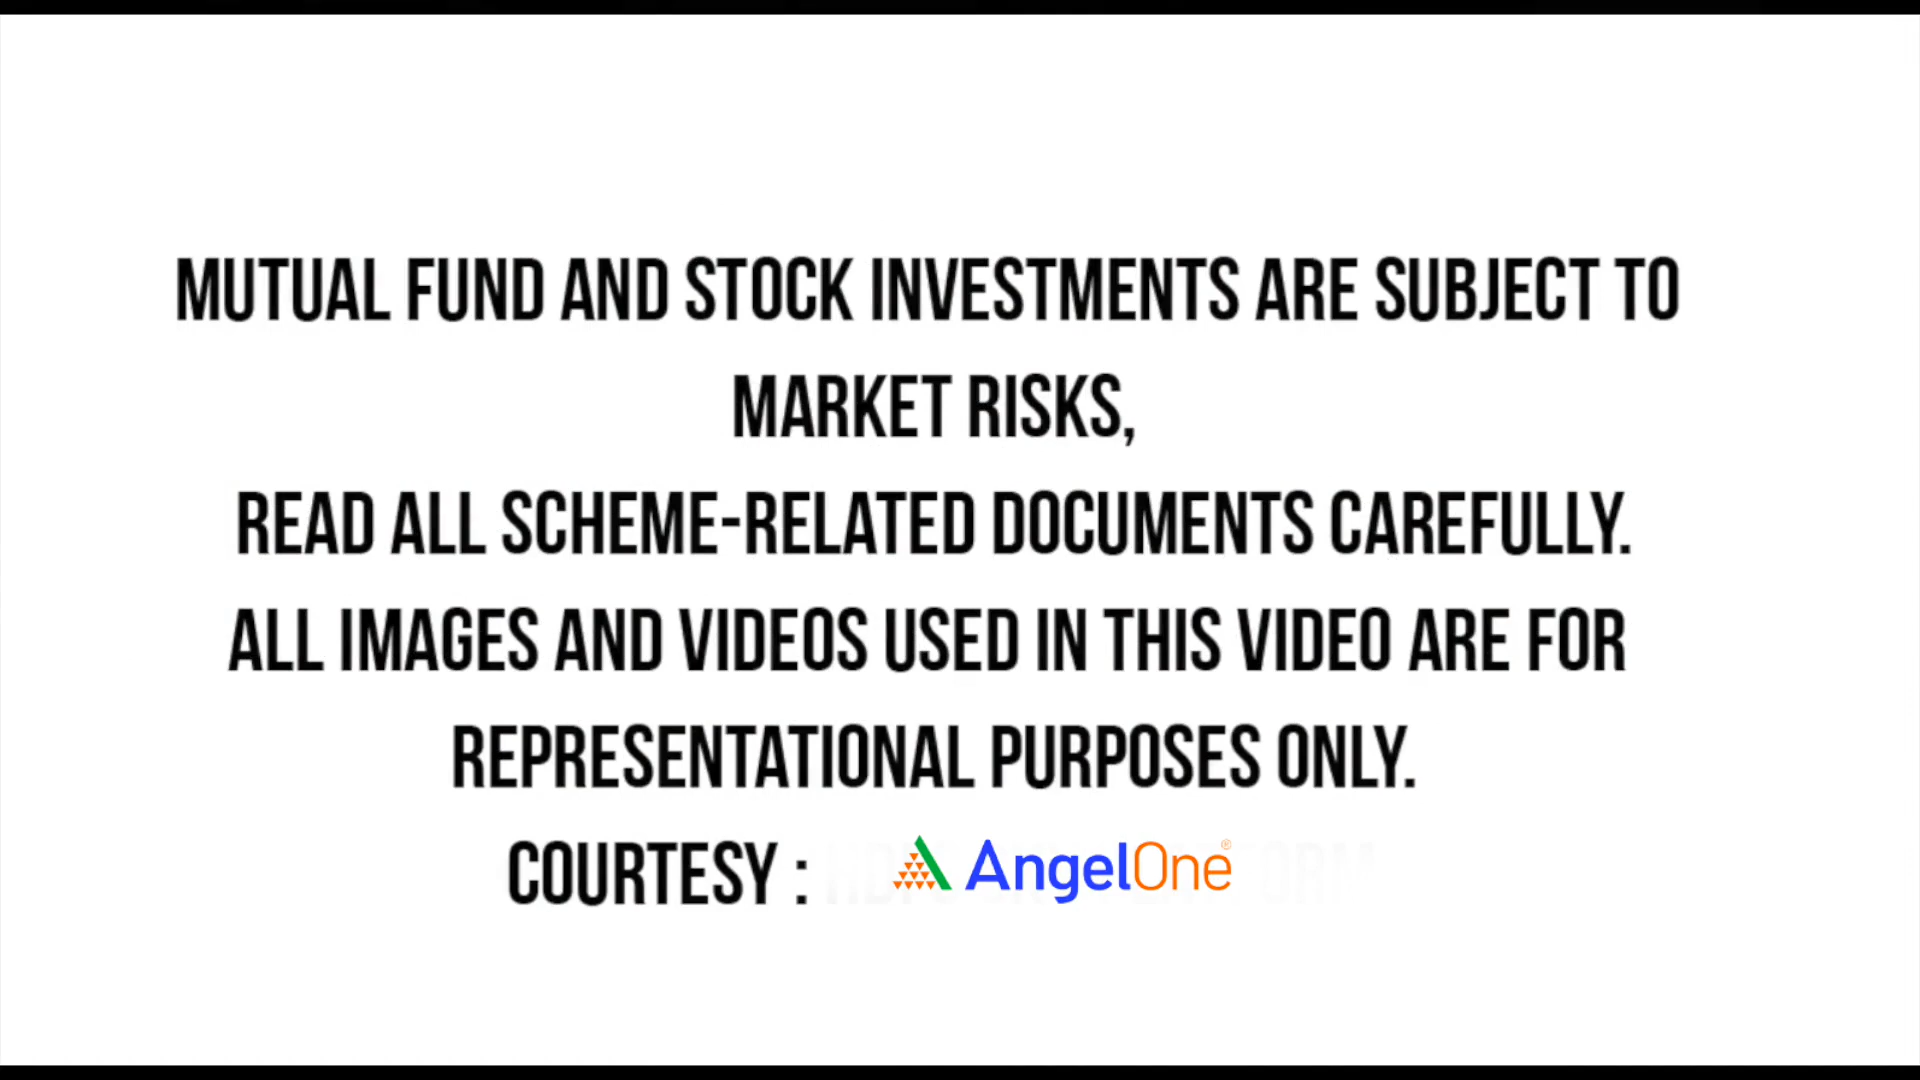 MUTUAL FUND AND STOCK INVESTMENTS ARE SUBJECT TO
MARKET RISKS,
READ ALL SCHEME-RELATED DOCUMENTS CAREFULLY.
ALL IMAGES AND VIDEOS USED IN THIS VIDEO ARE FOR
REPRESENTATIONAL PURPOSES ONLY.
COURTESY : AngelOne®